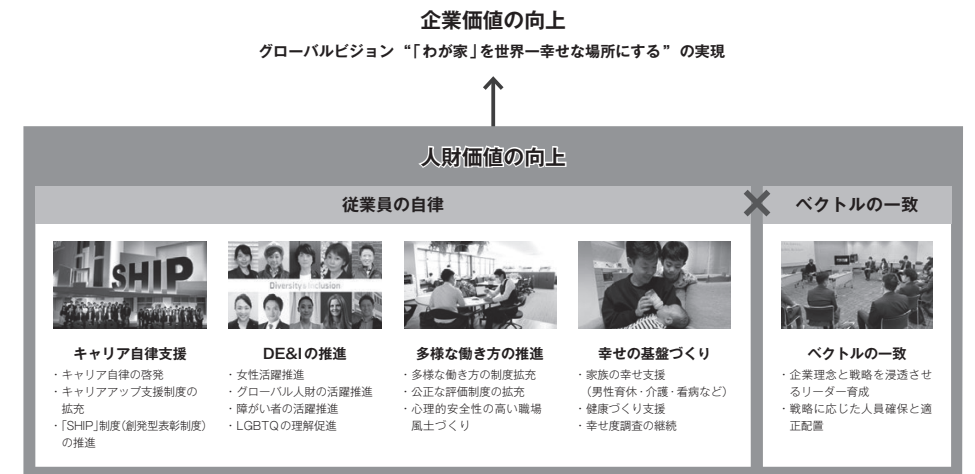 企業価値の向上
グローバルビジョン “「わが家」を世界一幸せな場所にする” の実現
人財価値の向上
従業員の自律
ベクトルの一致
SHIP
キャリア自律支援
・キャリア自律の啓発
・キャリアアップ支援制度の
拡充
・「SHIP」制度（創発型表彰制度）
の推進
Diversity & Inclusion
DE&Iの推進
・女性活躍推進
・グローバル人財の活躍推進
・障がい者の活躍推進
・LGBTQの理解促進
多様な働き方の推進
・多様な働き方の制度拡充
・公正な評価制度の拡充
・心理的安全性の高い職場
風土づくり
幸せの基盤づくり
・家族の幸せ支援
（男性育休・介護・看病など）
・健康づくり支援
・幸せ度調査の継続
ベクトルの一致
・企業理念と戦略を浸透させ
るリーダー育成
・戦略に応じた人員確保と適
正配置